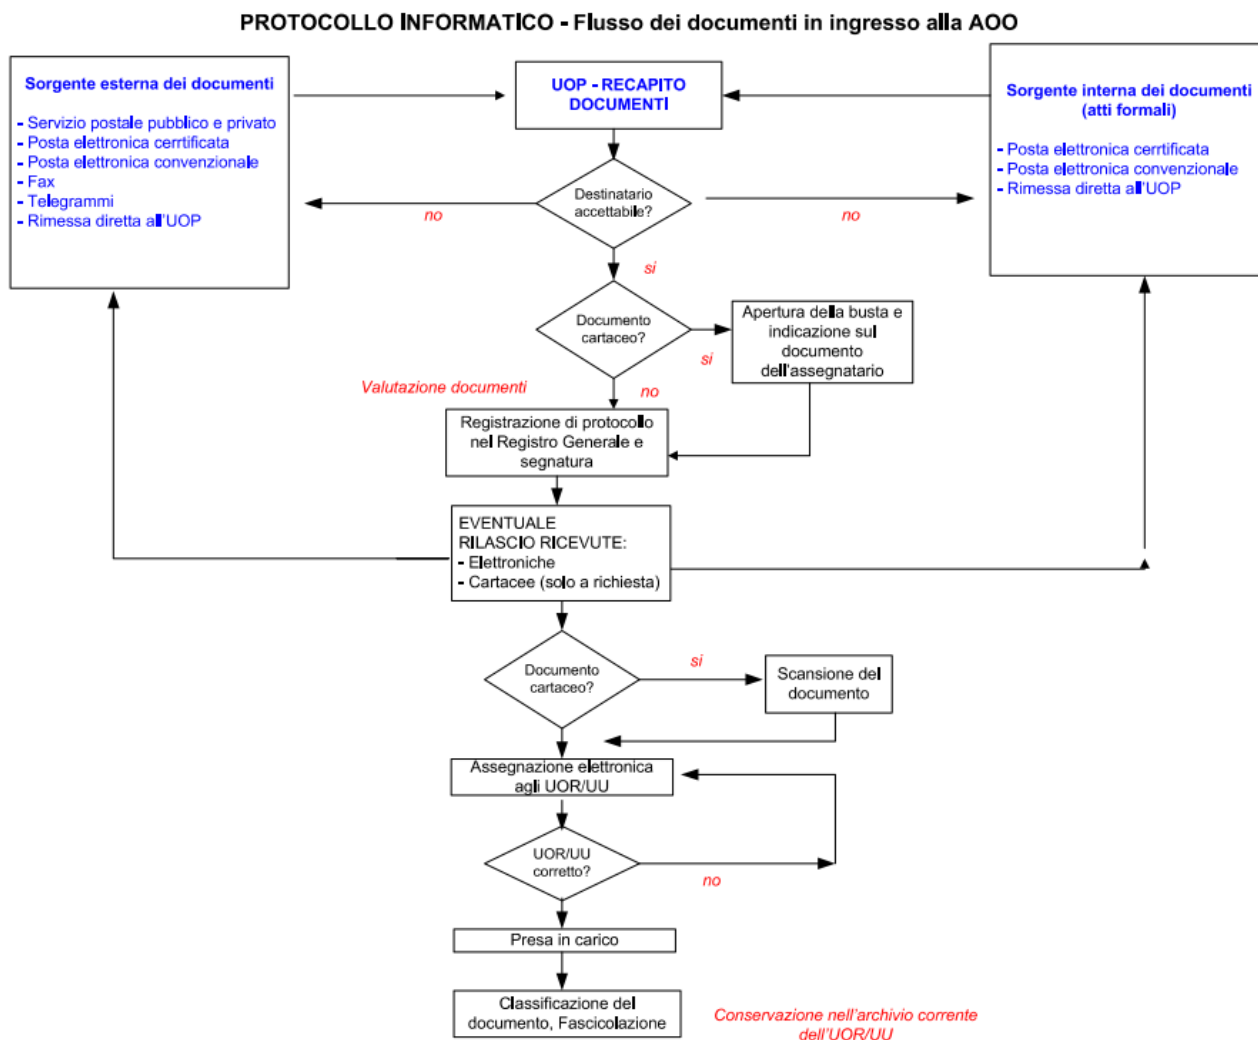 PROTOCOLLO INFORMATICO - Flusso dei documenti in ingresso alla AOO
Sorgente esterna dei documenti
- Servizio postale pubblico e privato
- Posta elettronica cerrtificata
- Posta elettronica convenzionale
- Fax
- Telegrammi
- Rimessa diretta all'UOP
UOP - RECAPITO
DOCUMENTI
Sorgente interna dei documenti
(atti formali)
- Posta elettronica cerrtificata
- Posta elettronica convenzionale
- Rimessa diretta all'UOP
Destinatario
accettabile?
no
no
si
Documento
cartaceo?
si
Apertura della busta e
indicazione sul
documento
dell'assegnatario
Valutazione documenti
no
Registrazione di protocollo
nel Registro Generale e
segnatura
EVENTUALE
RILASCIO RICEVUTE:
- Elettroniche
- Cartacee (solo a richiesta)
Documento
cartaceo?
si
Scansione del
documento
Assegnazione elettronica
agli UOR/UU
UOR/UU
corretto?
no
Presa in carico
Classificazione del
documento, Fascicolazione
Conservazione nell'archivio corrente
dell'UOR/UU